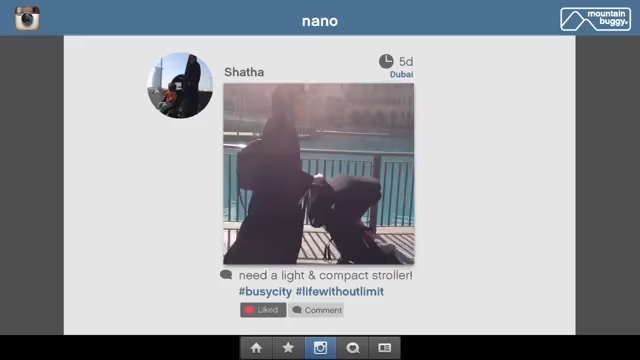 nano
mountain
buggy.
Shatha
5d
Dubai
need a light & compact stroller!
#busycity #lifewithoutlimit
Liked
Comment